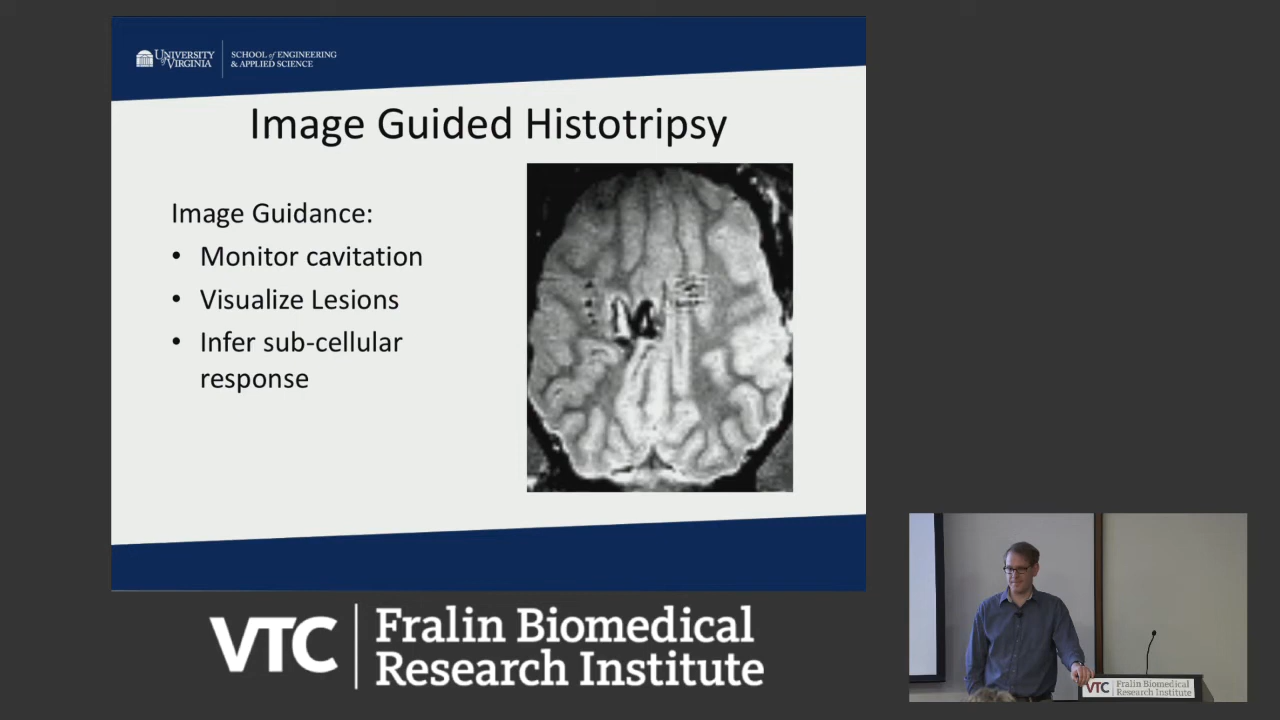 UNIVERSITY of VIRGINIA
SCHOOL of ENGINEERING
& APPLIED SCIENCE
Image Guided Histotripsy
Image Guidance:
• Monitor cavitation
• Visualize Lesions
• Infer sub-cellular
response
VTC
Fralin Biomedical
Research Institute
VTC
Fralin Biomedical
Research Institute